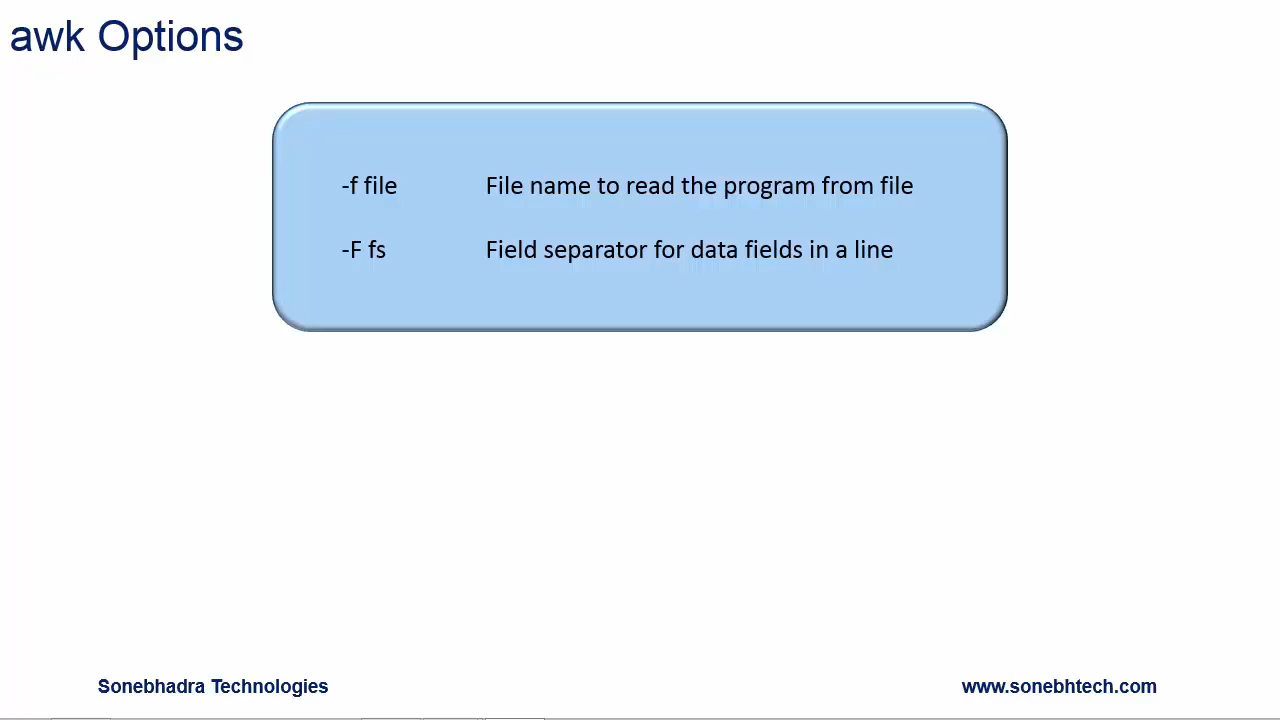 awk Options
-f file File name to read the program from file
-F fs Field separator for data fields in a line
Sonebhadra Technologies www.sonebhtech.com